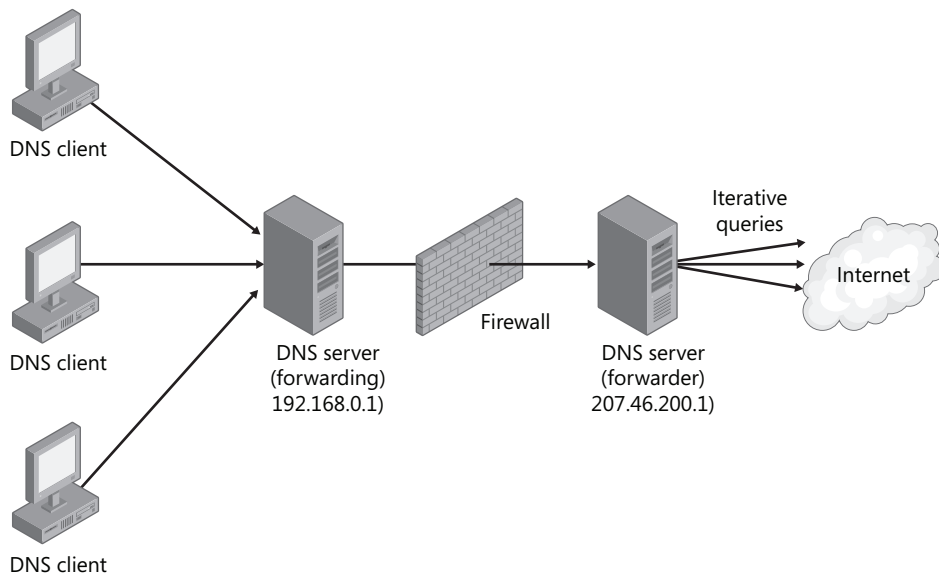 DNS client
DNS client
DNS client
DNS server
(forwarding)
192.168.0.1)
Firewall
DNS server
(forwarder)
207.46.200.1)
Iterative
queries
Internet